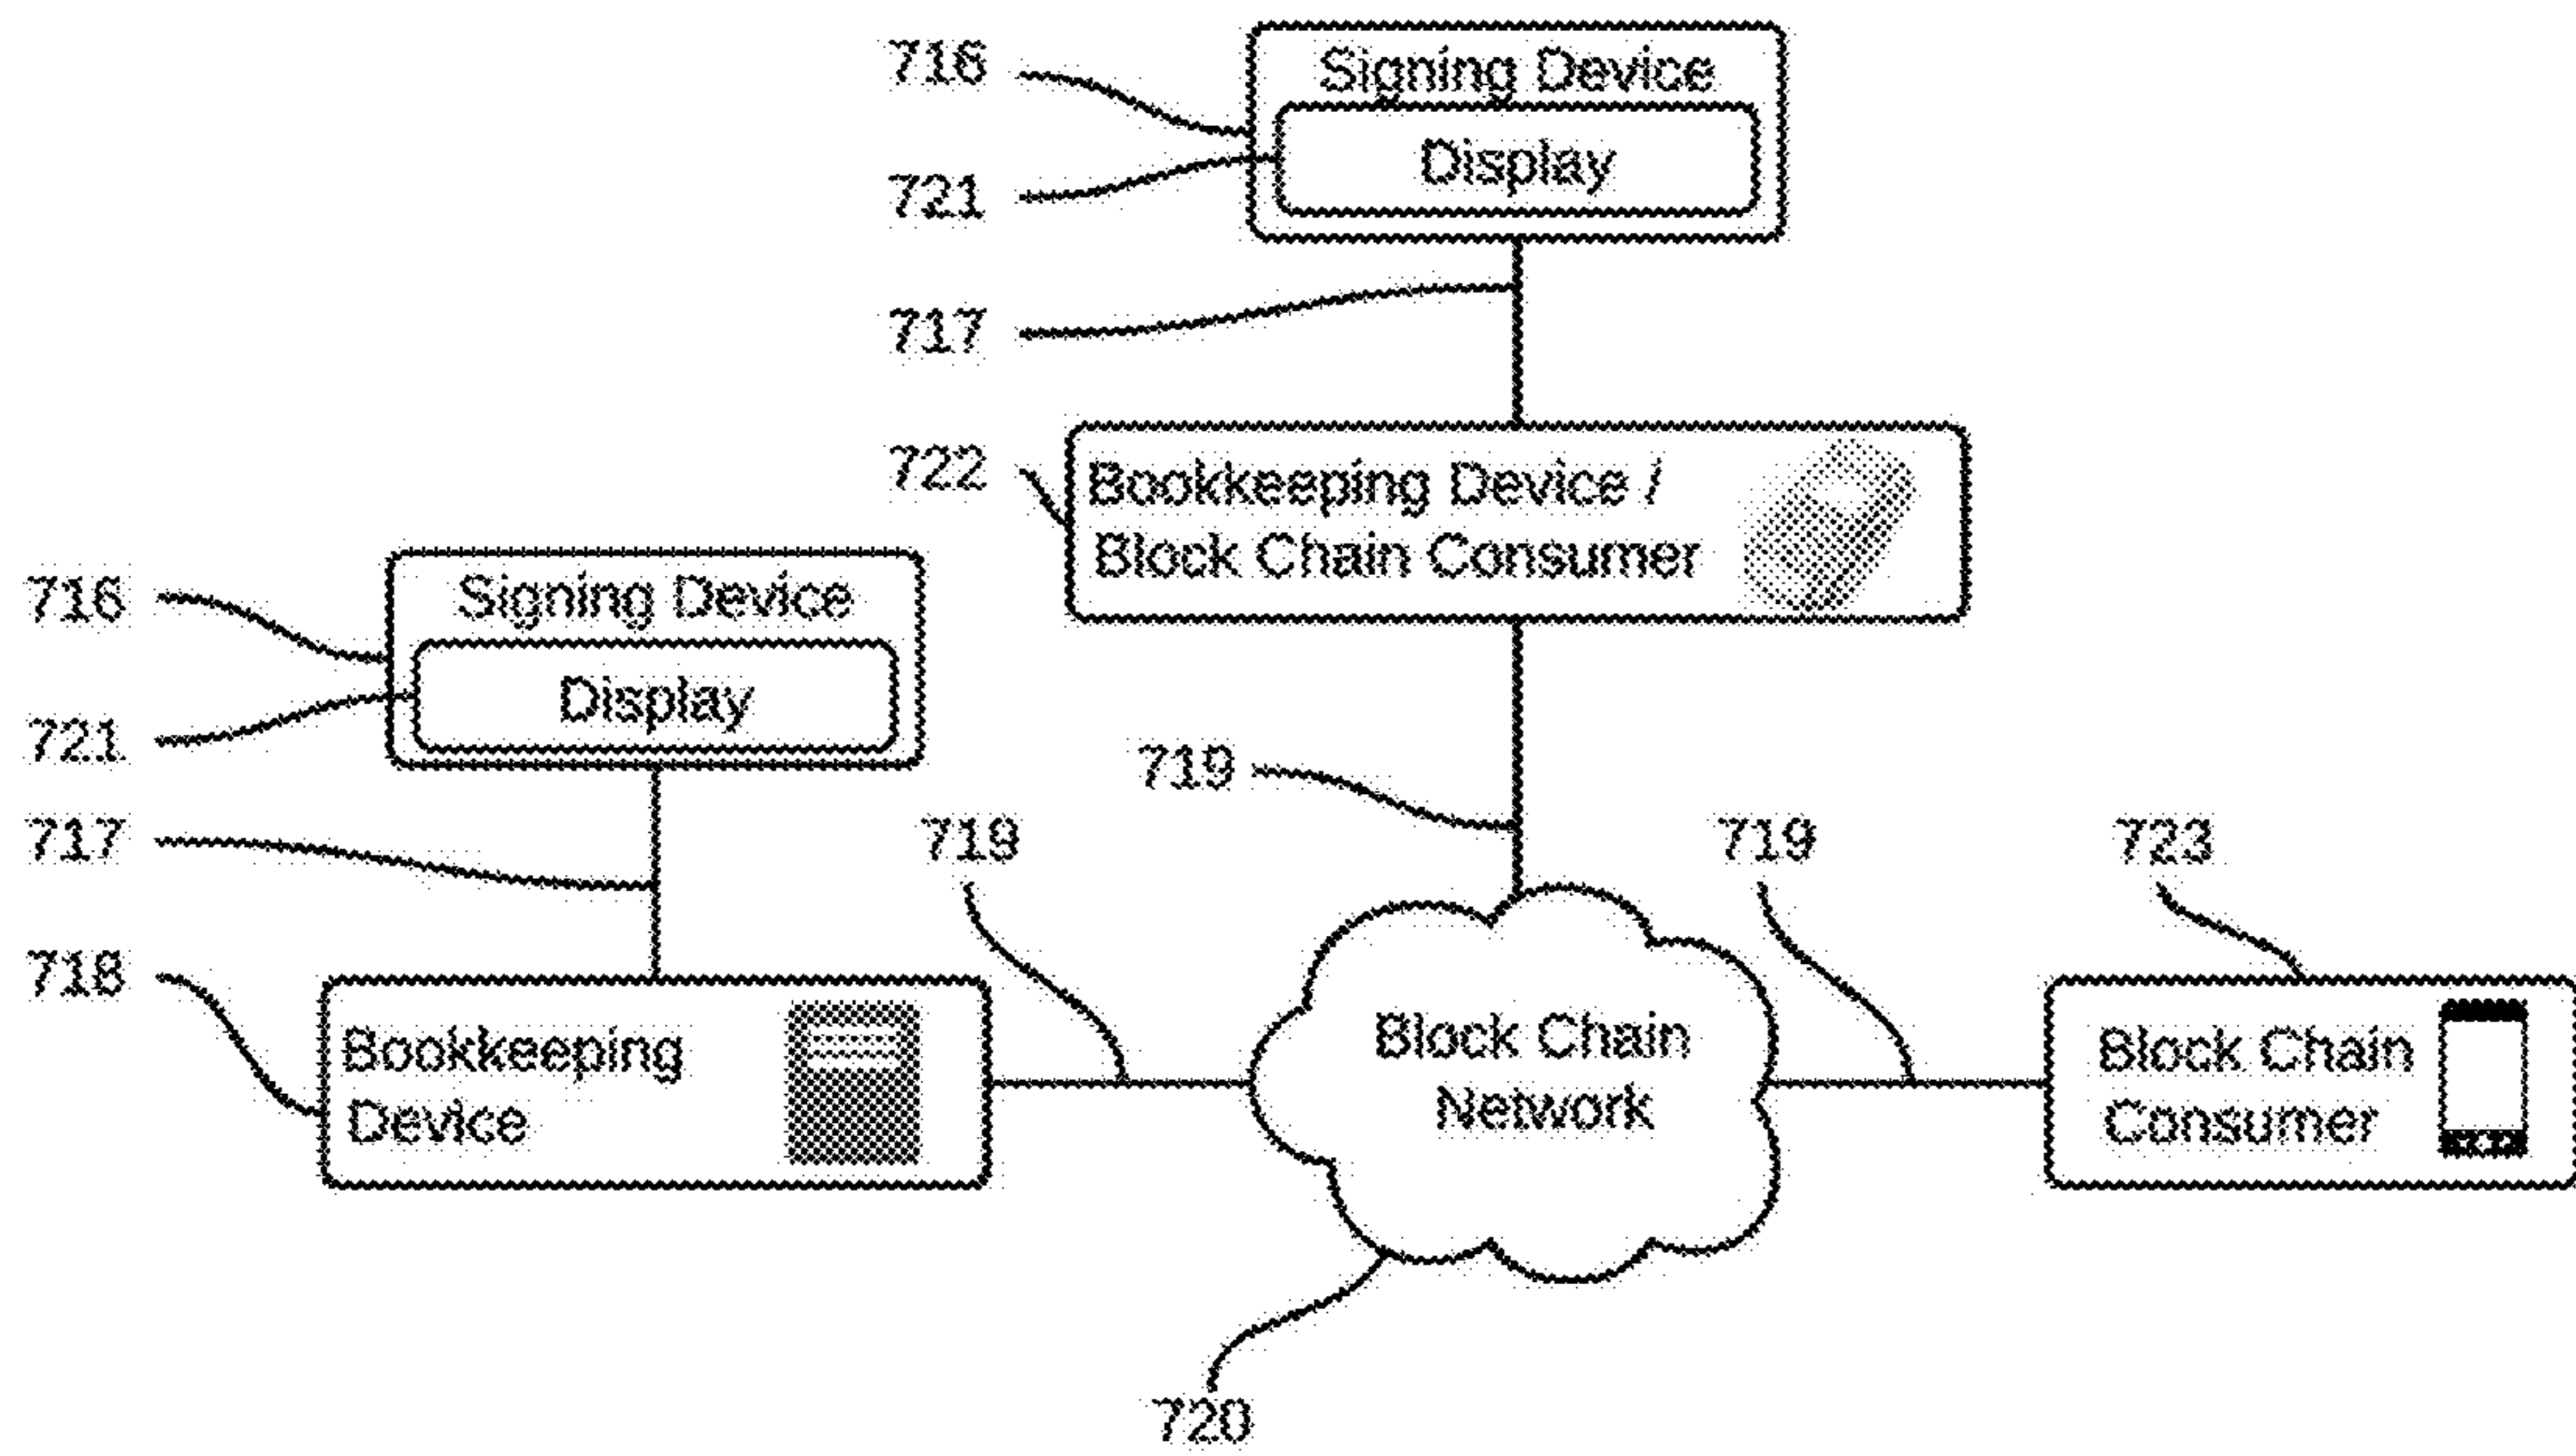 716
Signing Device
721
Display
717
722
Bookkeeping Device /
Block Chain Consumer
716
Signing Device
721
Display
717
718
Bookkeeping
Device
719
719
719
723
Block Chain
Network
Block Chain
Consumer
720